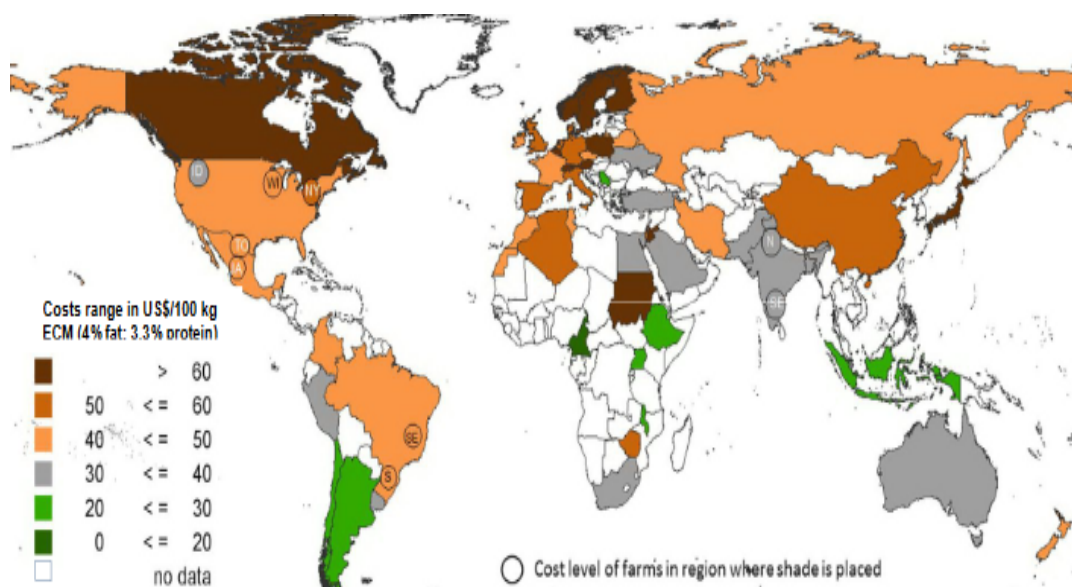 ID
WI
NY
TO
JA
N
SE
Costs range in US$/100 kg
ECM (4% fat: 3.3% protein)
> 60
50 < = 60
40 < = 50
30 < = 40
20 < = 30
0 < = 20
no data
SE
S
Cost level of farms in region where shade is placed